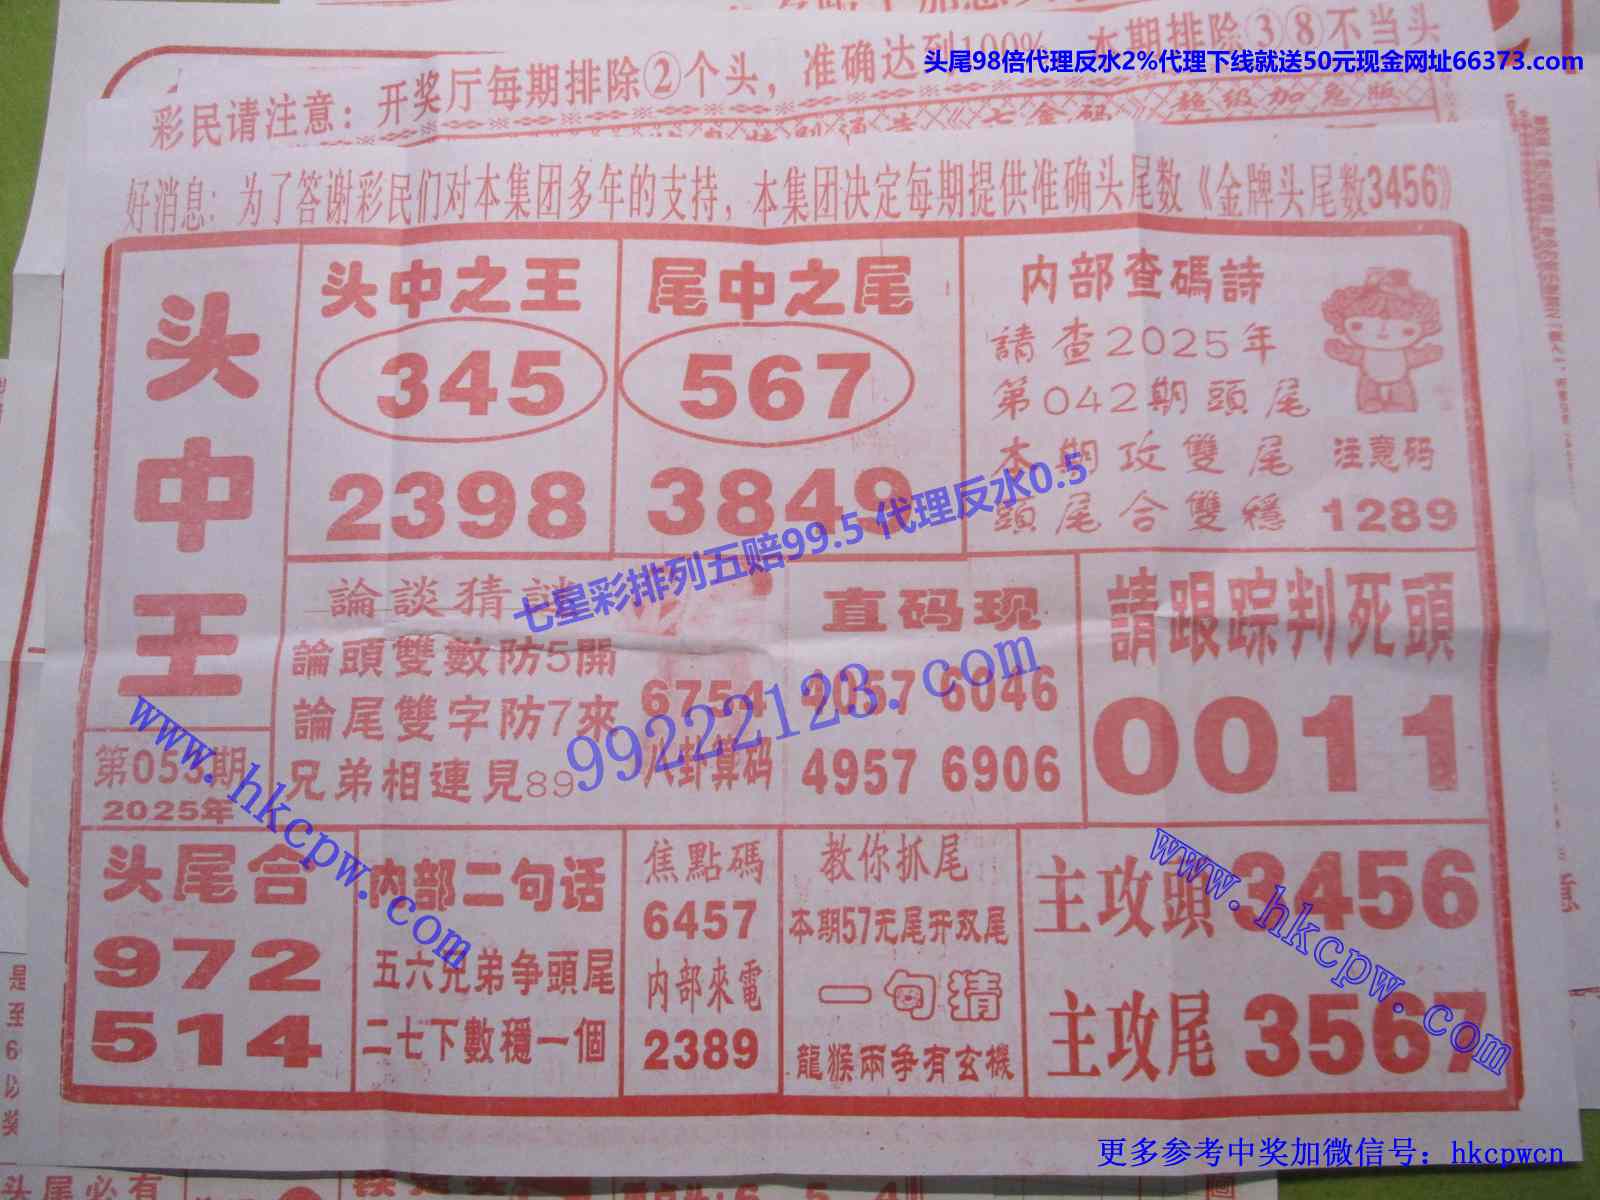 彩民请注意：开奖厅每期排除②个头，准确达到100%，本期排除③⑧不当头
头尾98倍代理反水2%代理下线就送50元现金网址66373.com
好消息：为了答谢彩民们对本集团多年的支持，本集团决定每期提供准确头尾数《金牌头尾数3456》
头中王
第053期
2025年
头中之王
345
2398
尾中之尾
567
3849
内部查碼詩
請查2025年
第042期頭尾
本期攻雙尾
頭尾合雙穩
注意码
1289
論談猜
論頭雙數防5開
論尾雙字防7來
兄弟相連見89
6754
八卦算码
直码现
4057 6046
4957 6906
請跟踪判死頭
0011
七星彩排列五赔99.5 代理反水0.5
99222123.com
www.hkcpw.com
头尾合
972
514
内部二句话
五六兄弟争頭尾
二七下數穩一個
焦點碼
6457
内部來電
2389
教你抓尾
本期57无尾开双尾
一句猜
龍猴兩争有玄機
主攻頭3456
主攻尾3567
www.hkcpw.com
更多参考中奖加微信号：hkcpwcn
头尾必有